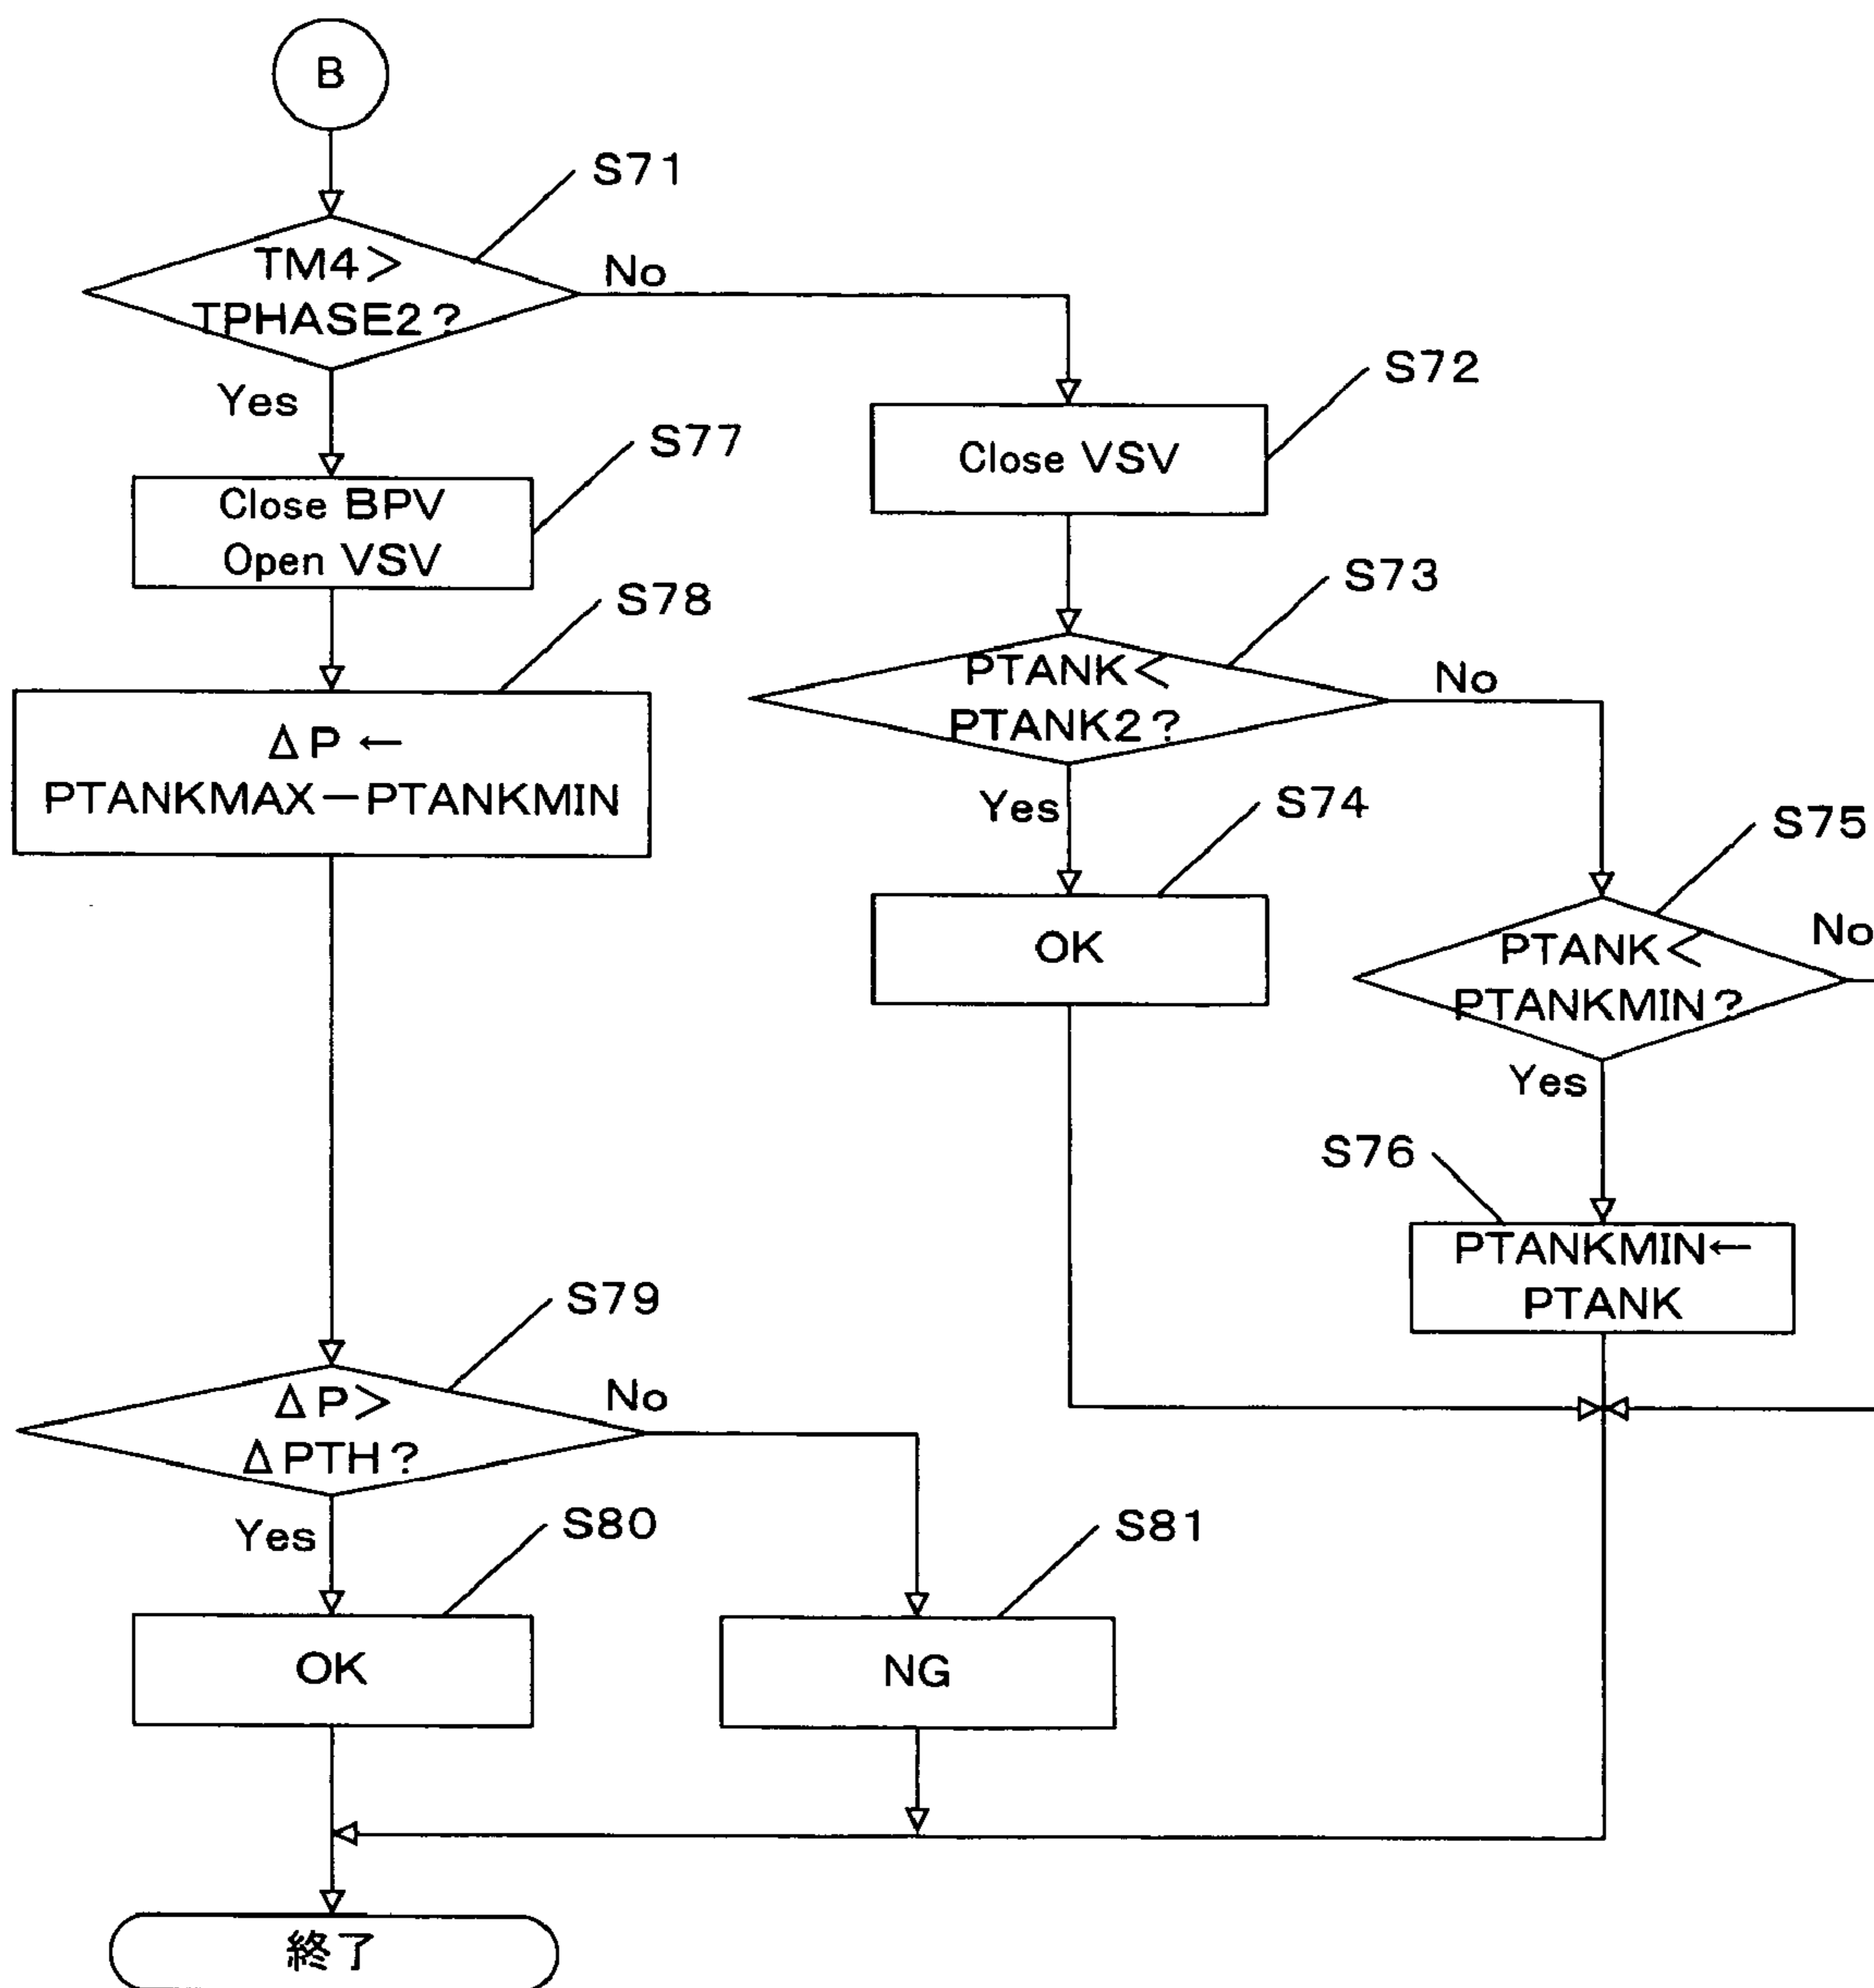 B
S71
TM4>
TPHASE2?
No
Yes
S72
Close VSV
S77
Close BPV
Open VSV
S73
PTANK<
PTANK2?
No
S78
ΔP←
PTANKMAX－PTANKMIN
Yes
S74
OK
S75
PTANK<
PTANKMIN?
No
Yes
S76
PTANKMIN←
PTANK
S79
ΔP>
ΔPTH?
No
Yes
S80
OK
S81
NG
終了